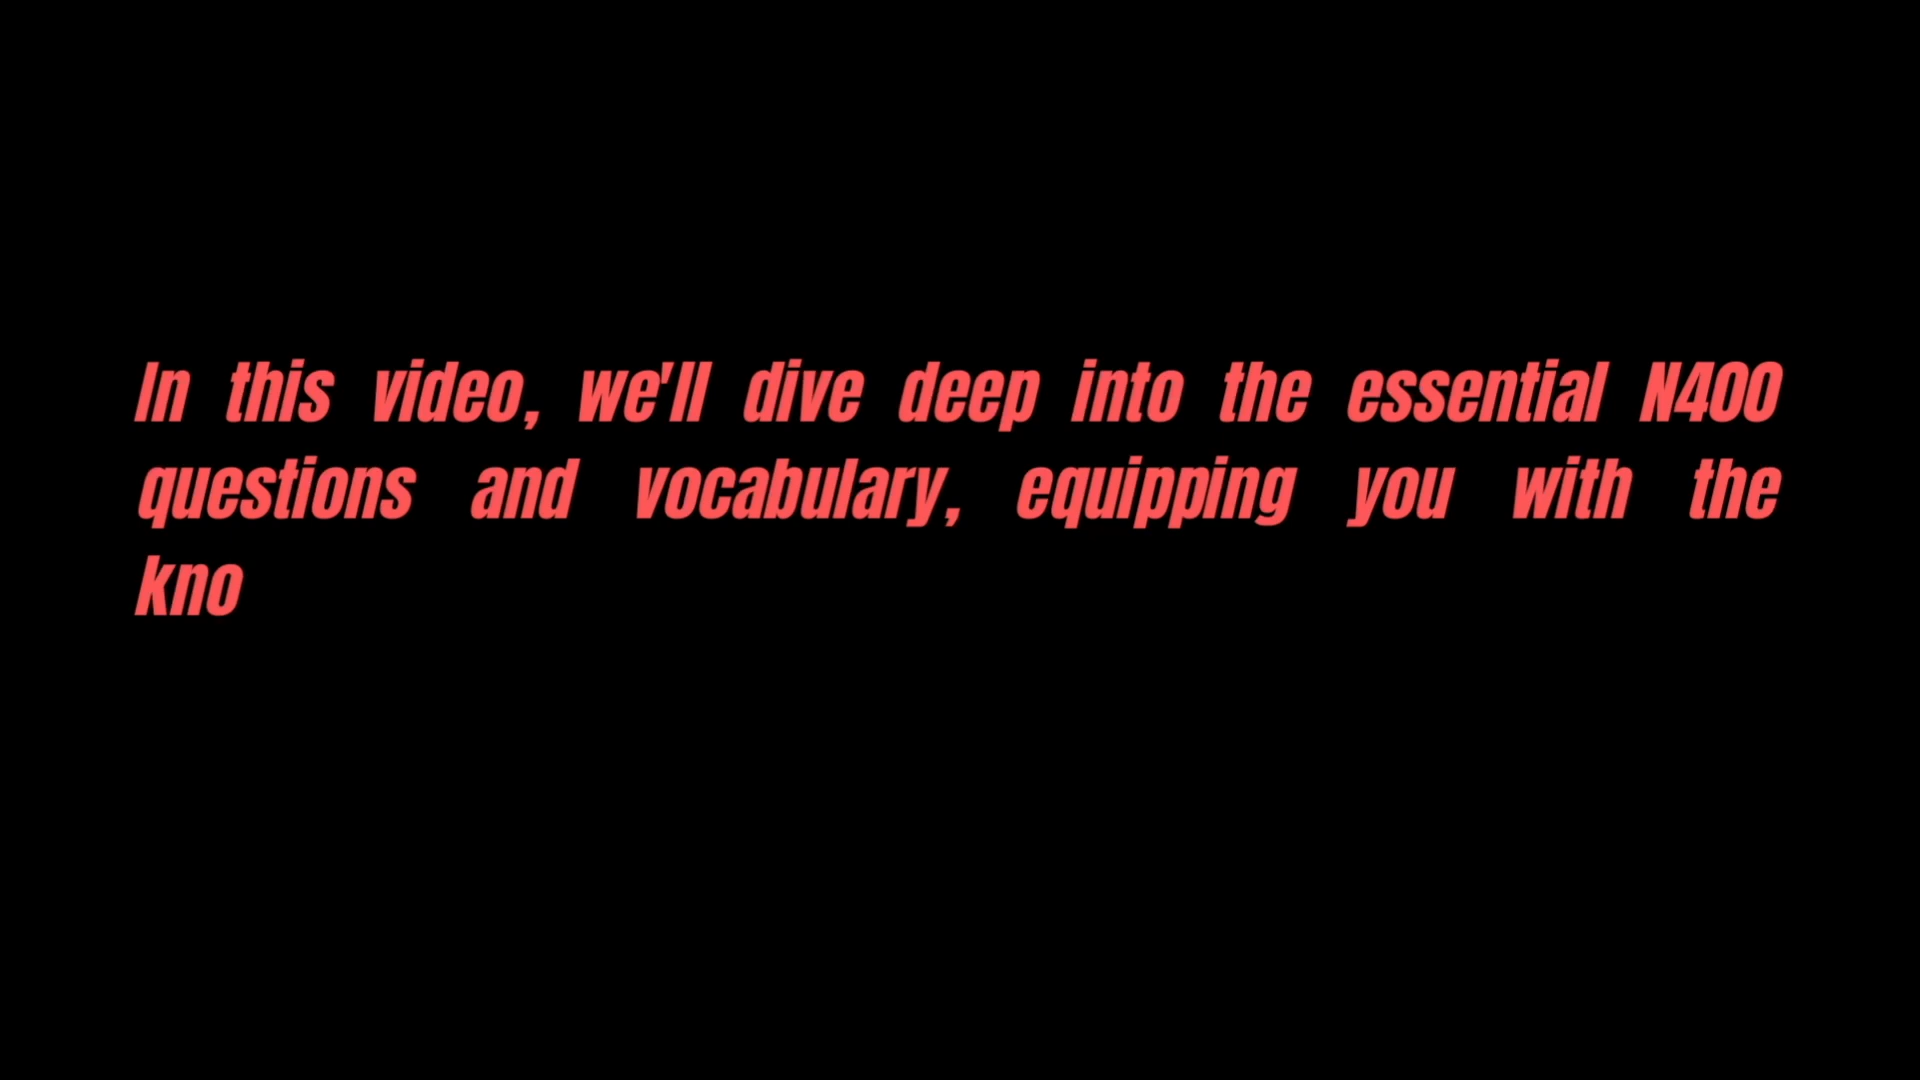 In this video, we'll dive deep into the essential N400
questions and vocabulary, equipping you with the
kno